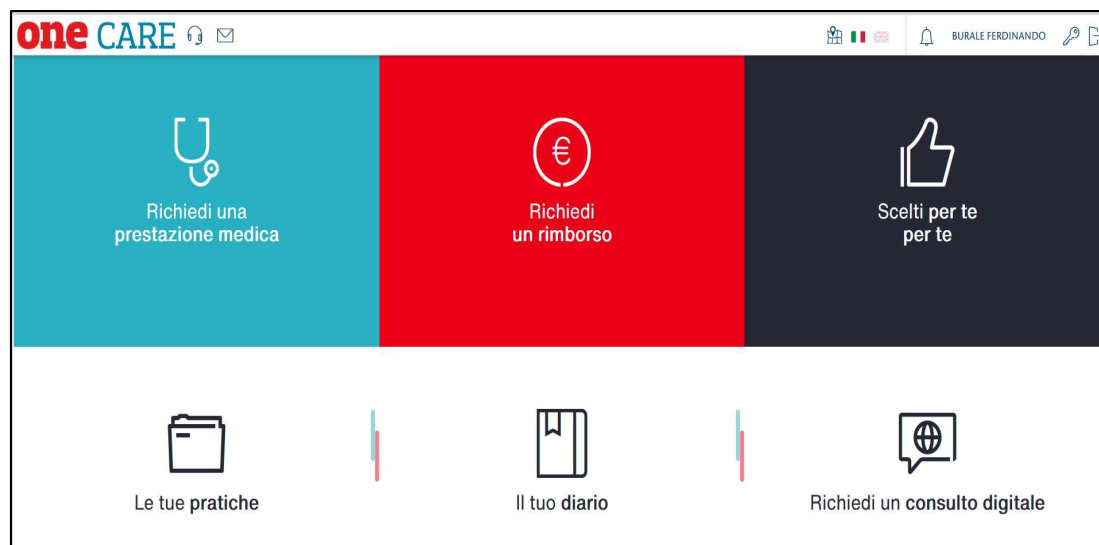 one CARE
BURALE FERDINANDO
Richiedi una
prestazione medica
€
Richiedi
un rimborso
Scelti per te
per te
Le tue pratiche
Il tuo diario
Richiedi un consulto digitale